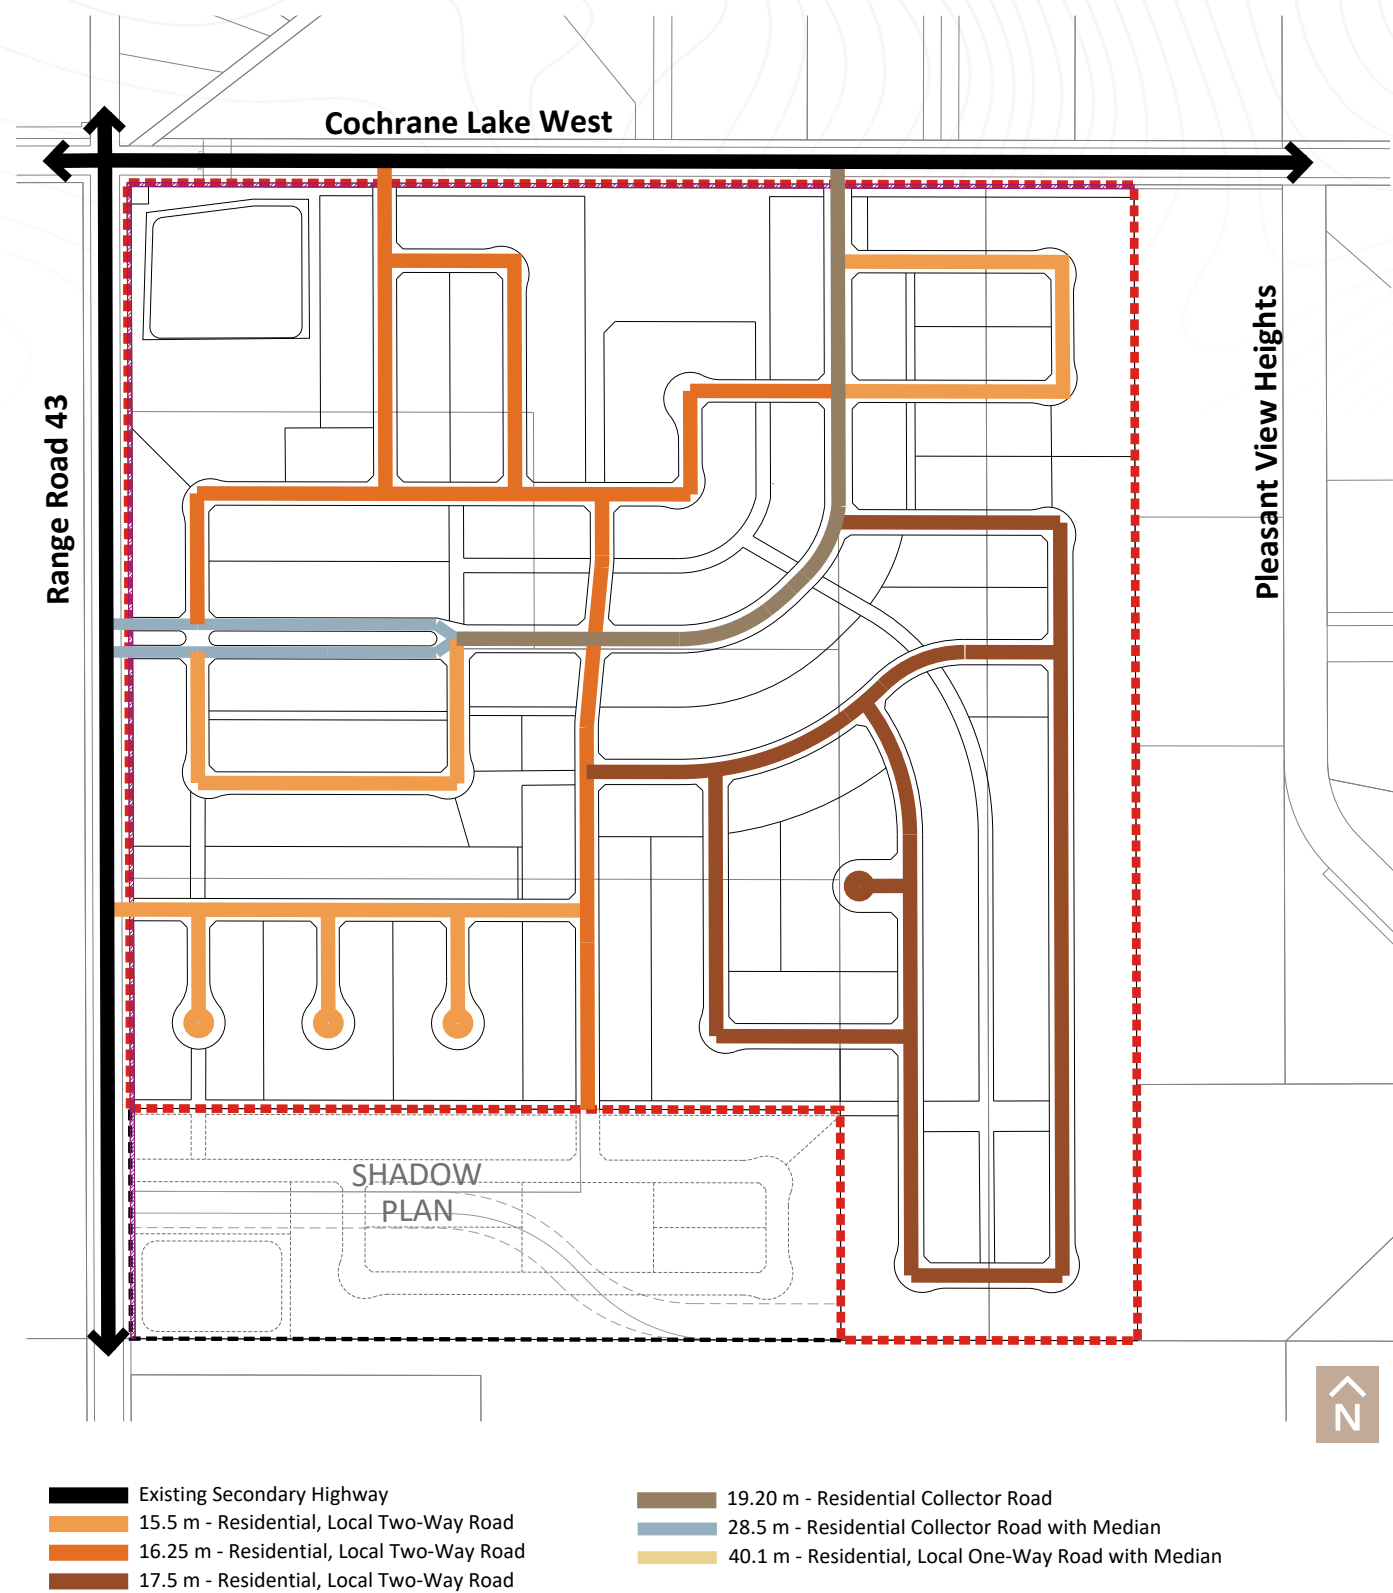 Cochrane Lake West
Range Road 43
Pleasant View Heights
SHADOW
PLAN
N
Existing Secondary Highway
15.5 m - Residential, Local Two-Way Road
16.25 m - Residential, Local Two-Way Road
17.5 m - Residential, Local Two-Way Road
19.20 m - Residential Collector Road
28.5 m - Residential Collector Road with Median
40.1 m - Residential, Local One-Way Road with Median